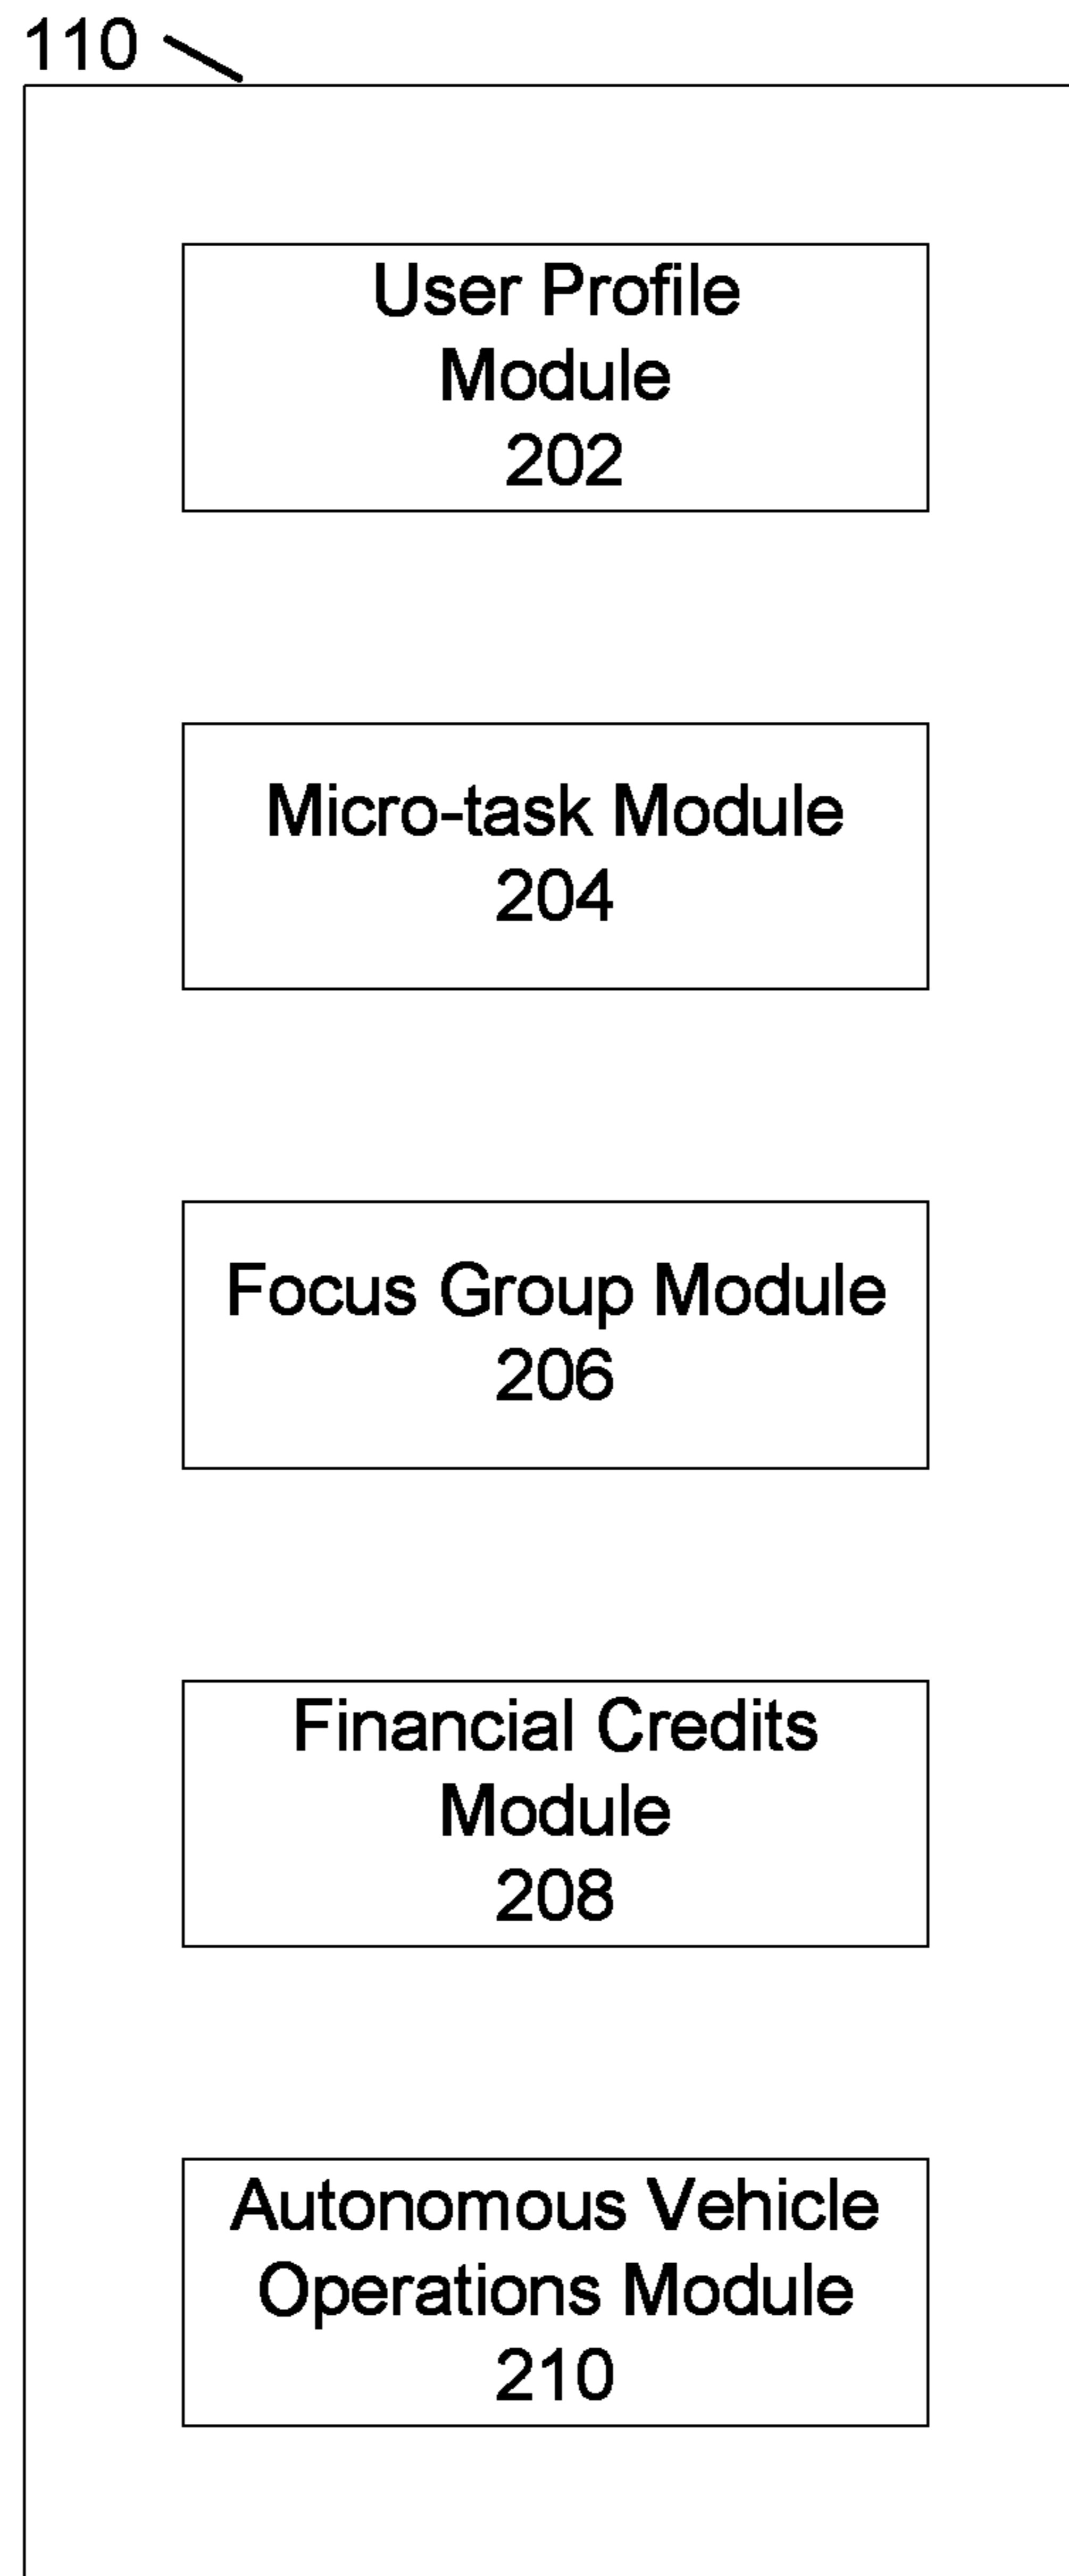 110
User Profile
Module
202
Micro-task Module
204
Focus Group Module
206
Financial Credits
Module
208
Autonomous Vehicle
Operations Module
210